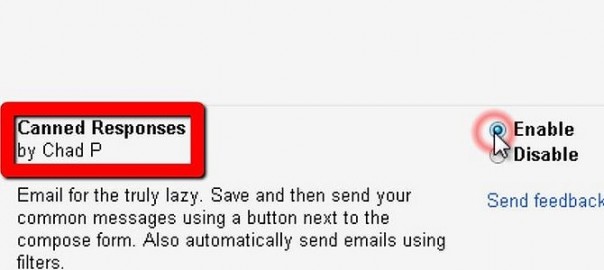 Canned Responses
by Chad P
Enable
Disable
Email for the truly lazy. Save and then send your
common messages using a button next to the
compose form. Also automatically send emails using
filters.
Send feedback